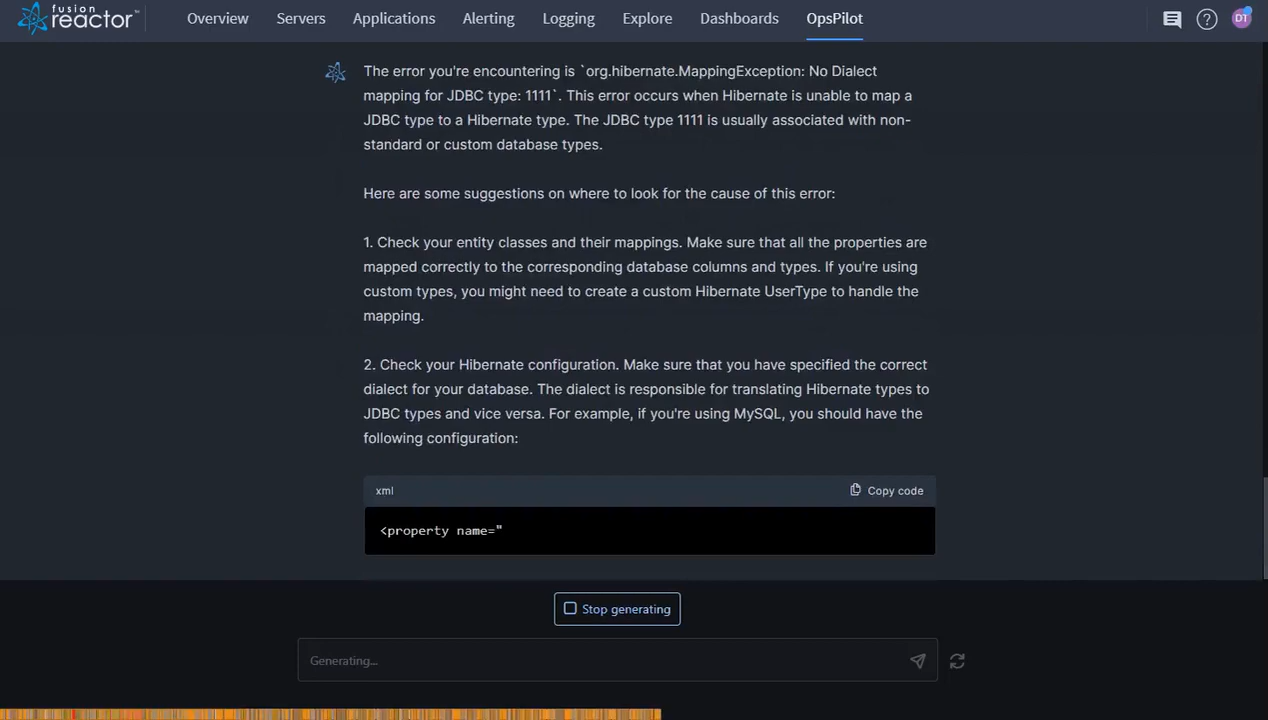 fusion
reactor
Overview Servers Applications Alerting Logging Explore Dashboards OpsPilot
DT
The error you're encountering is `org.hibernate.MappingException: No Dialect
mapping for JDBC type: 1111`. This error occurs when Hibernate is unable to map a
JDBC type to a Hibernate type. The JDBC type 1111 is usually associated with non-
standard or custom database types.
Here are some suggestions on where to look for the cause of this error:
1. Check your entity classes and their mappings. Make sure that all the properties are
mapped correctly to the corresponding database columns and types. If you're using
custom types, you might need to create a custom Hibernate UserType to handle the
mapping.
2. Check your Hibernate configuration. Make sure that you have specified the correct
dialect for your database. The dialect is responsible for translating Hibernate types to
JDBC types and vice versa. For example, if you're using MySQL, you should have the
following configuration:
xml Copy code
<property name="
Stop generating
Generating...